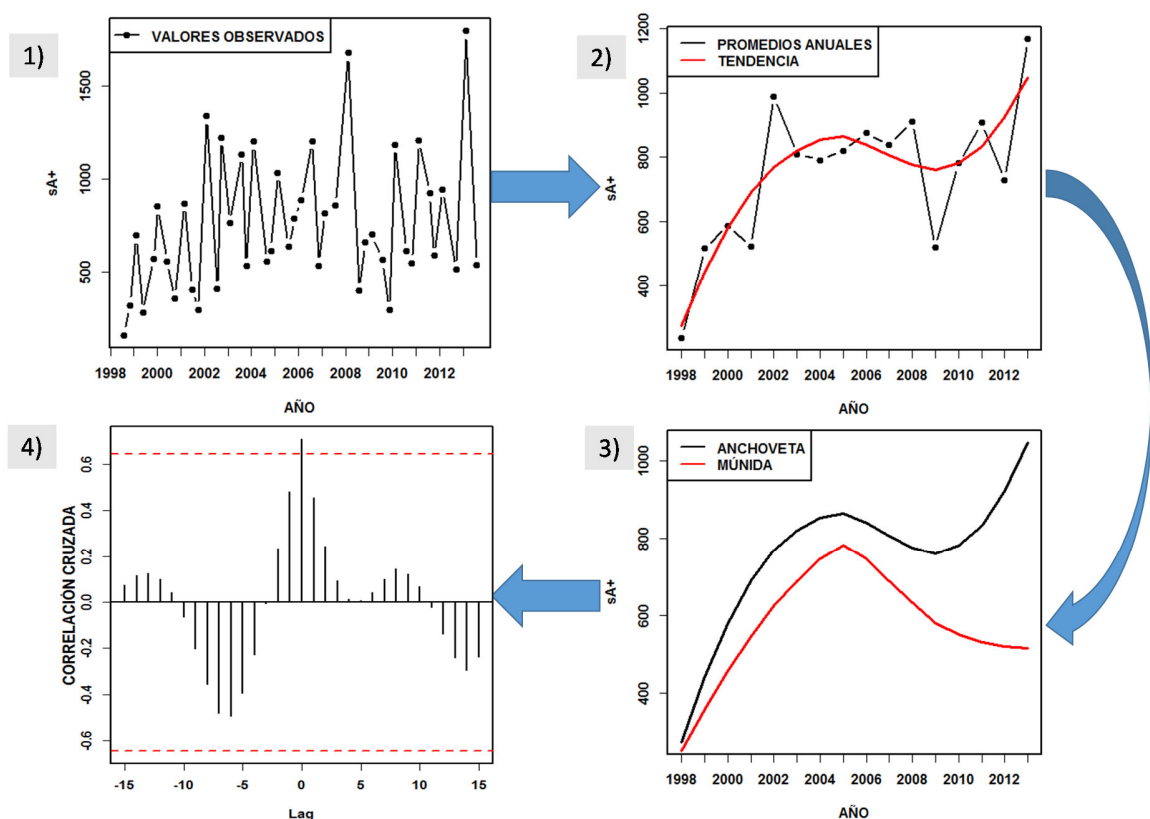 1)
VALORES OBSERVADOS
sA+
1500
1000
500
1998 2000 2002 2004 2006 2008 2010 2012
AÑO
2)
PROMEDIOS ANUALES
TENDENCIA
sA+
1200
1000
800
600
400
1998 2000 2002 2004 2006 2008 2010 2012
AÑO
4)
CORRELACIÓN CRUZADA
0.6
0.4
0.2
0.0
-0.2
-0.4
-0.6
-15 -10 -5 0 5 10 15
Lag
3)
ANCHOVETA
MÚNIDA
sA+
1000
800
600
400
1998 2000 2002 2004 2006 2008 2010 2012
AÑO